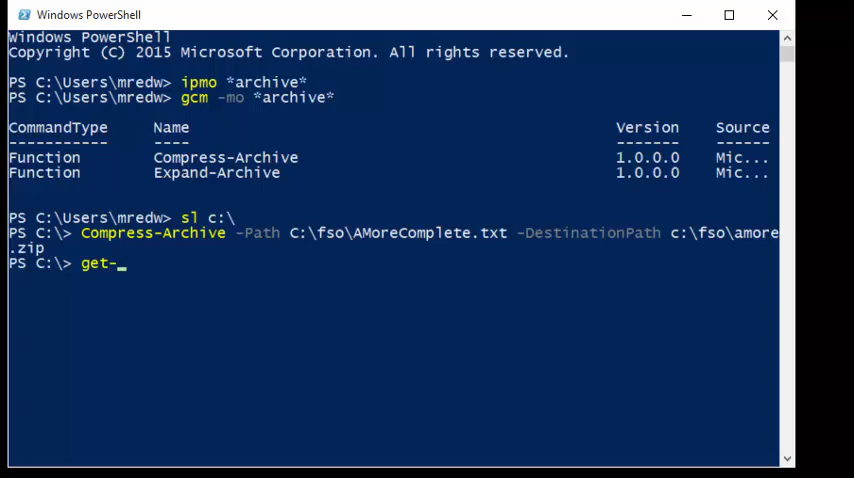 Windows PowerShell
Windows PowerShell
Copyright (C) 2015 Microsoft Corporation. All rights reserved.
PS C:\Users\mredw> ipmo *archive*
PS C:\Users\mredw> gcm -mo *archive*
CommandType Name Version Source
----------- ---- ------- ------
Function Compress-Archive 1.0.0.0 Mic...
Function Expand-Archive 1.0.0.0 Mic...
PS C:\Users\mredw> sl c:\
PS C:\> Compress-Archive -Path C:\fso\AMoreComplete.txt -DestinationPath c:\fso\amore
.zip
PS C:\> get-_